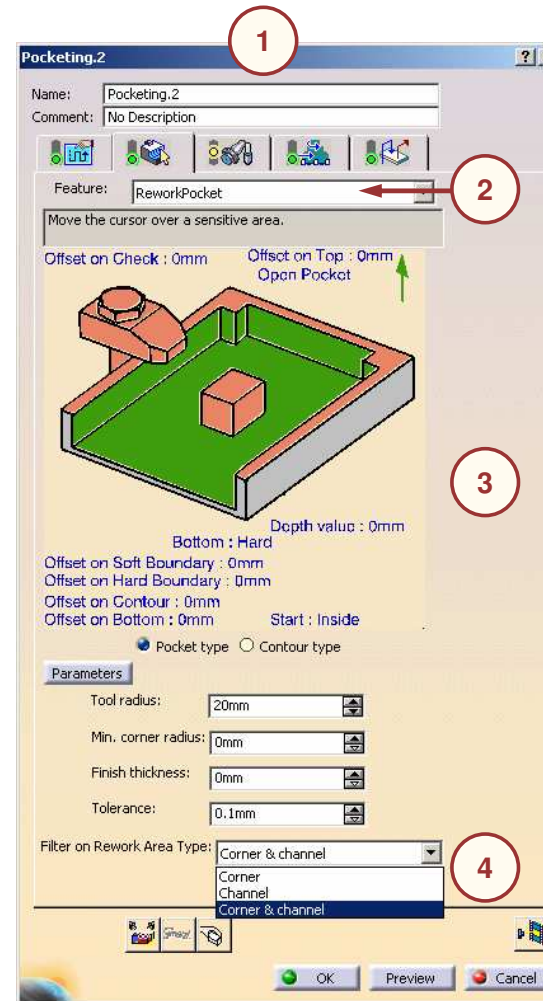 1
Pocketing.2
?
Name: Pocketing.2
Comment: No Description
Feature: ReworkPocket
2
Move the cursor over a sensitive area.
Offset on Check : 0mm Offset on Top : 0mm
Open Pocket
3
Depth value : 0mm
Bottom : Hard
Offset on Soft Boundary : 0mm
Offset on Hard Boundary : 0mm
Offset on Contour : 0mm
Offset on Bottom : 0mm Start : Inside
Pocket type Contour type
Parameters
Tool radius: 20mm
Min. corner radius: 0mm
Finish thickness: 0mm
Tolerance: 0.1mm
Filter on Rework Area Type: Corner & channel
4
Corner
Channel
Corner & channel
OK Preview Cancel